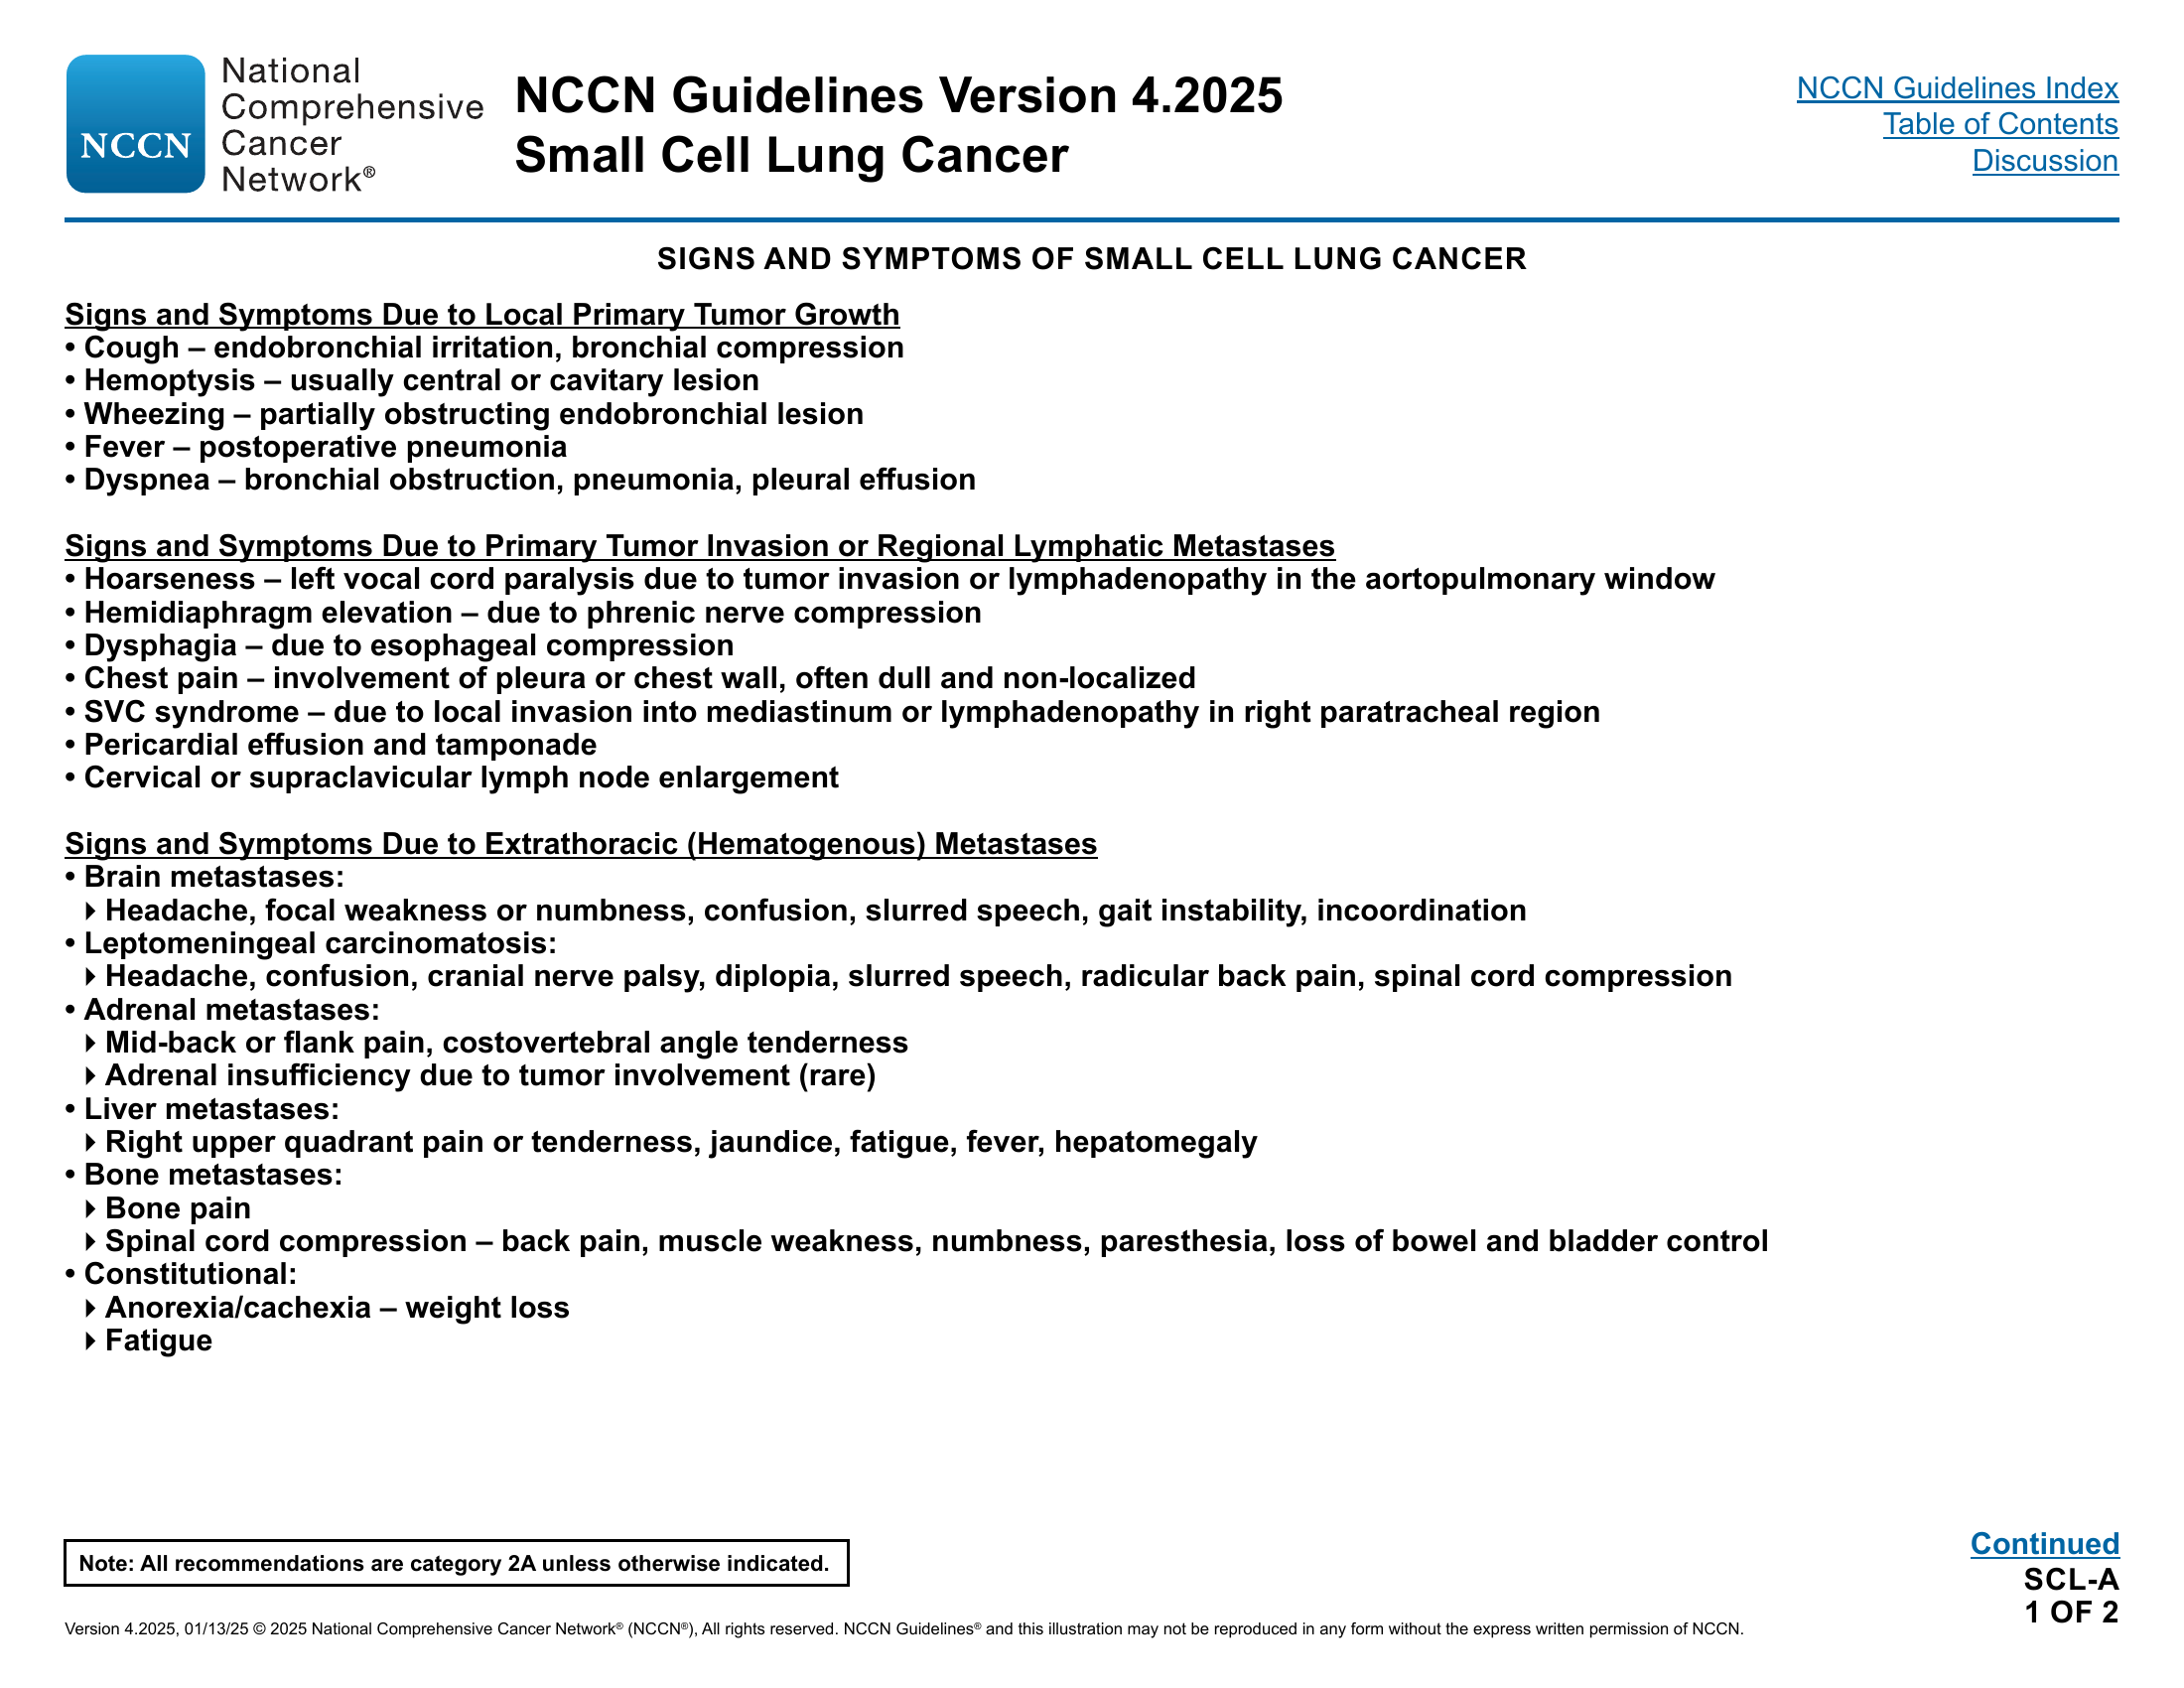 NCCN
National
Comprehensive
Cancer
Network®
NCCN Guidelines Version 4.2025
Small Cell Lung Cancer
NCCN Guidelines Index
Table of Contents
Discussion
SIGNS AND SYMPTOMS OF SMALL CELL LUNG CANCER
Signs and Symptoms Due to Local Primary Tumor Growth
• Cough – endobronchial irritation, bronchial compression
• Hemoptysis – usually central or cavitary lesion
• Wheezing – partially obstructing endobronchial lesion
• Fever – postoperative pneumonia
• Dyspnea – bronchial obstruction, pneumonia, pleural effusion
Signs and Symptoms Due to Primary Tumor Invasion or Regional Lymphatic Metastases
• Hoarseness – left vocal cord paralysis due to tumor invasion or lymphadenopathy in the aortopulmonary window
• Hemidiaphragm elevation – due to phrenic nerve compression
• Dysphagia – due to esophageal compression
• Chest pain – involvement of pleura or chest wall, often dull and non-localized
• SVC syndrome – due to local invasion into mediastinum or lymphadenopathy in right paratracheal region
• Pericardial effusion and tamponade
• Cervical or supraclavicular lymph node enlargement
Signs and Symptoms Due to Extrathoracic (Hematogenous) Metastases
• Brain metastases:
Headache, focal weakness or numbness, confusion, slurred speech, gait instability, incoordination
• Leptomeningeal carcinomatosis:
Headache, confusion, cranial nerve palsy, diplopia, slurred speech, radicular back pain, spinal cord compression
• Adrenal metastases:
Mid-back or flank pain, costovertebral angle tenderness
Adrenal insufficiency due to tumor involvement (rare)
• Liver metastases:
Right upper quadrant pain or tenderness, jaundice, fatigue, fever, hepatomegaly
• Bone metastases:
Bone pain
Spinal cord compression – back pain, muscle weakness, numbness, paresthesia, loss of bowel and bladder control
• Constitutional:
Anorexia/cachexia – weight loss
Fatigue
Note: All recommendations are category 2A unless otherwise indicated.
Continued
SCL-A
1 OF 2
Version 4.2025, 01/13/25 © 2025 National Comprehensive Cancer Network® (NCCN®), All rights reserved. NCCN Guidelines® and this illustration may not be reproduced in any form without the express written permission of NCCN.